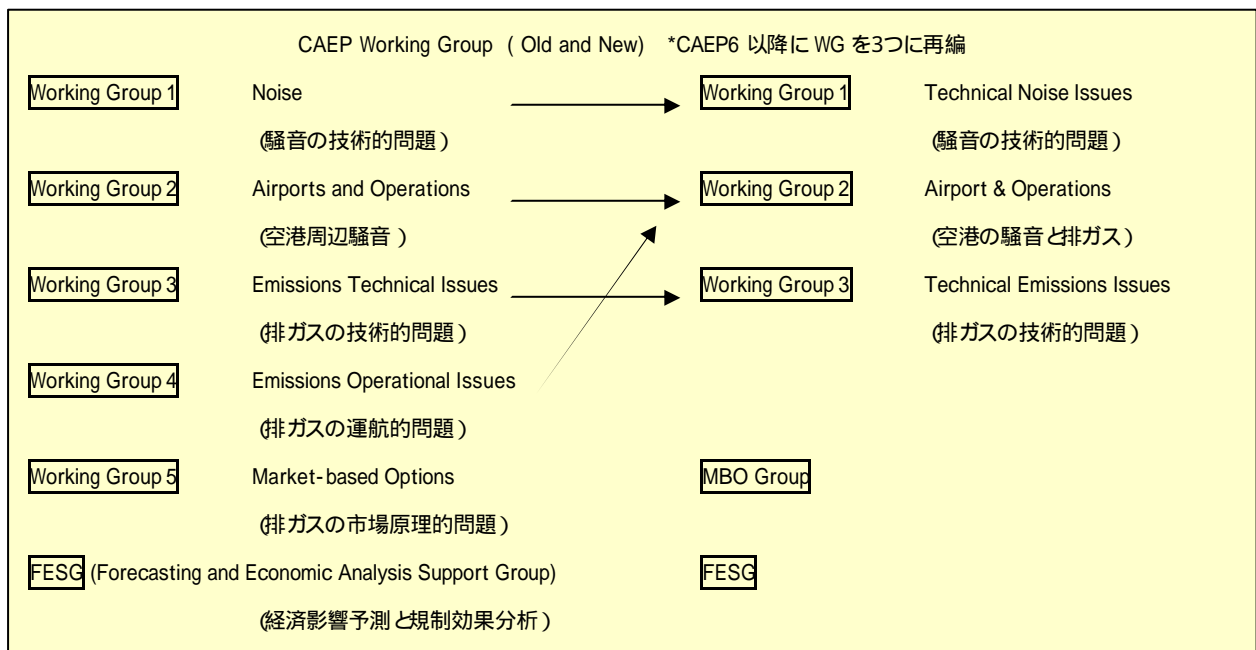 CAEP Working Group ( Old and New) *CAEP6 以降に WG を3つに再編
Working Group 1 Noise Working Group 1 Technical Noise Issues
(騒音の技術的問題) (騒音の技術的問題)
Working Group 2 Airports and Operations Working Group 2 Airport & Operations
(空港周辺騒音) (空港の騒音と排ガス)
Working Group 3 Emissions Technical Issues Working Group 3 Technical Emissions Issues
(排ガスの技術的問題) (排ガスの技術的問題)
Working Group 4 Emissions Operational Issues
(排ガスの運航的問題)
Working Group 5 Market-based Options MBO Group
(排ガスの市場原理的問題)
FESG (Forecasting and Economic Analysis Support Group) FESG
(経済影響予測と規制効果分析)